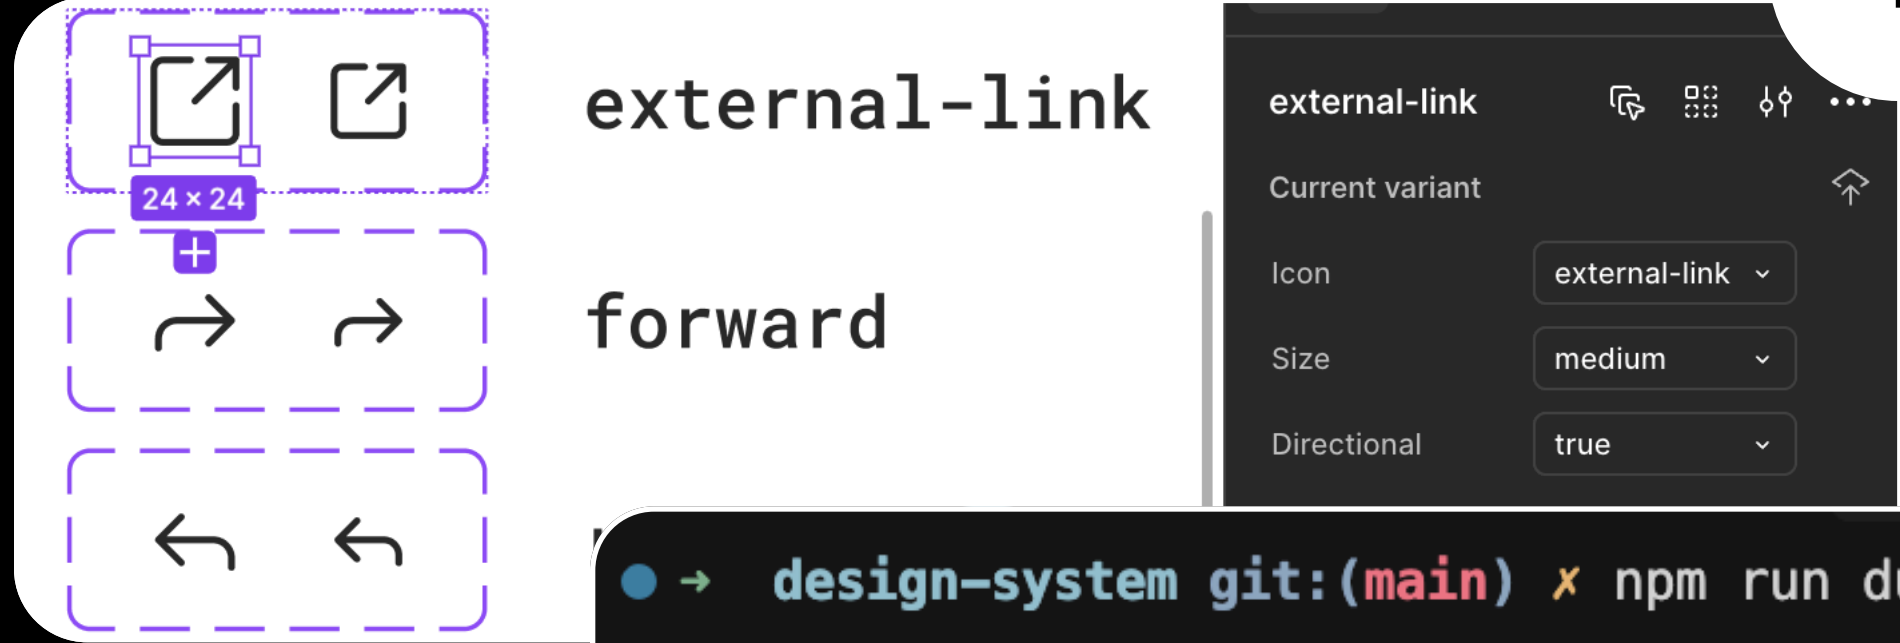 24 × 24
external-link
forward
external-link
Current variant
Icon
external-link
Size
medium
Directional
true
design-system git:(main) ✗ npm run